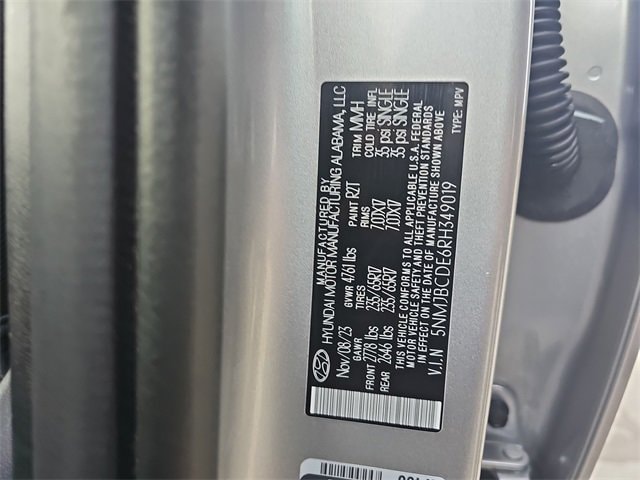 MANUFACTURED BY
HYUNDAI MOTOR MANUFACTURING ALABAMA, LLC
Nov/08/23 GVWR 4761 lbs PAINT R2T TRIM MMH
GAWR TIRES RIMS COLD TIRE INFL
FRONT 2778 lbs 235/65R17 7.0JX17 35 psi SINGLE
REAR 2646 lbs 235/65R17 7.0JX17 35 psi SINGLE
THIS VEHICLE CONFORMS TO ALL APPLICABLE U.S.A. FEDERAL
MOTOR VEHICLE SAFETY AND THEFT PREVENTION STANDARDS
IN EFFECT ON THE DATE OF MANUFACTURE SHOWN ABOVE
V.I.N 5NMJBCDE6RH349019 TYPE: MPV